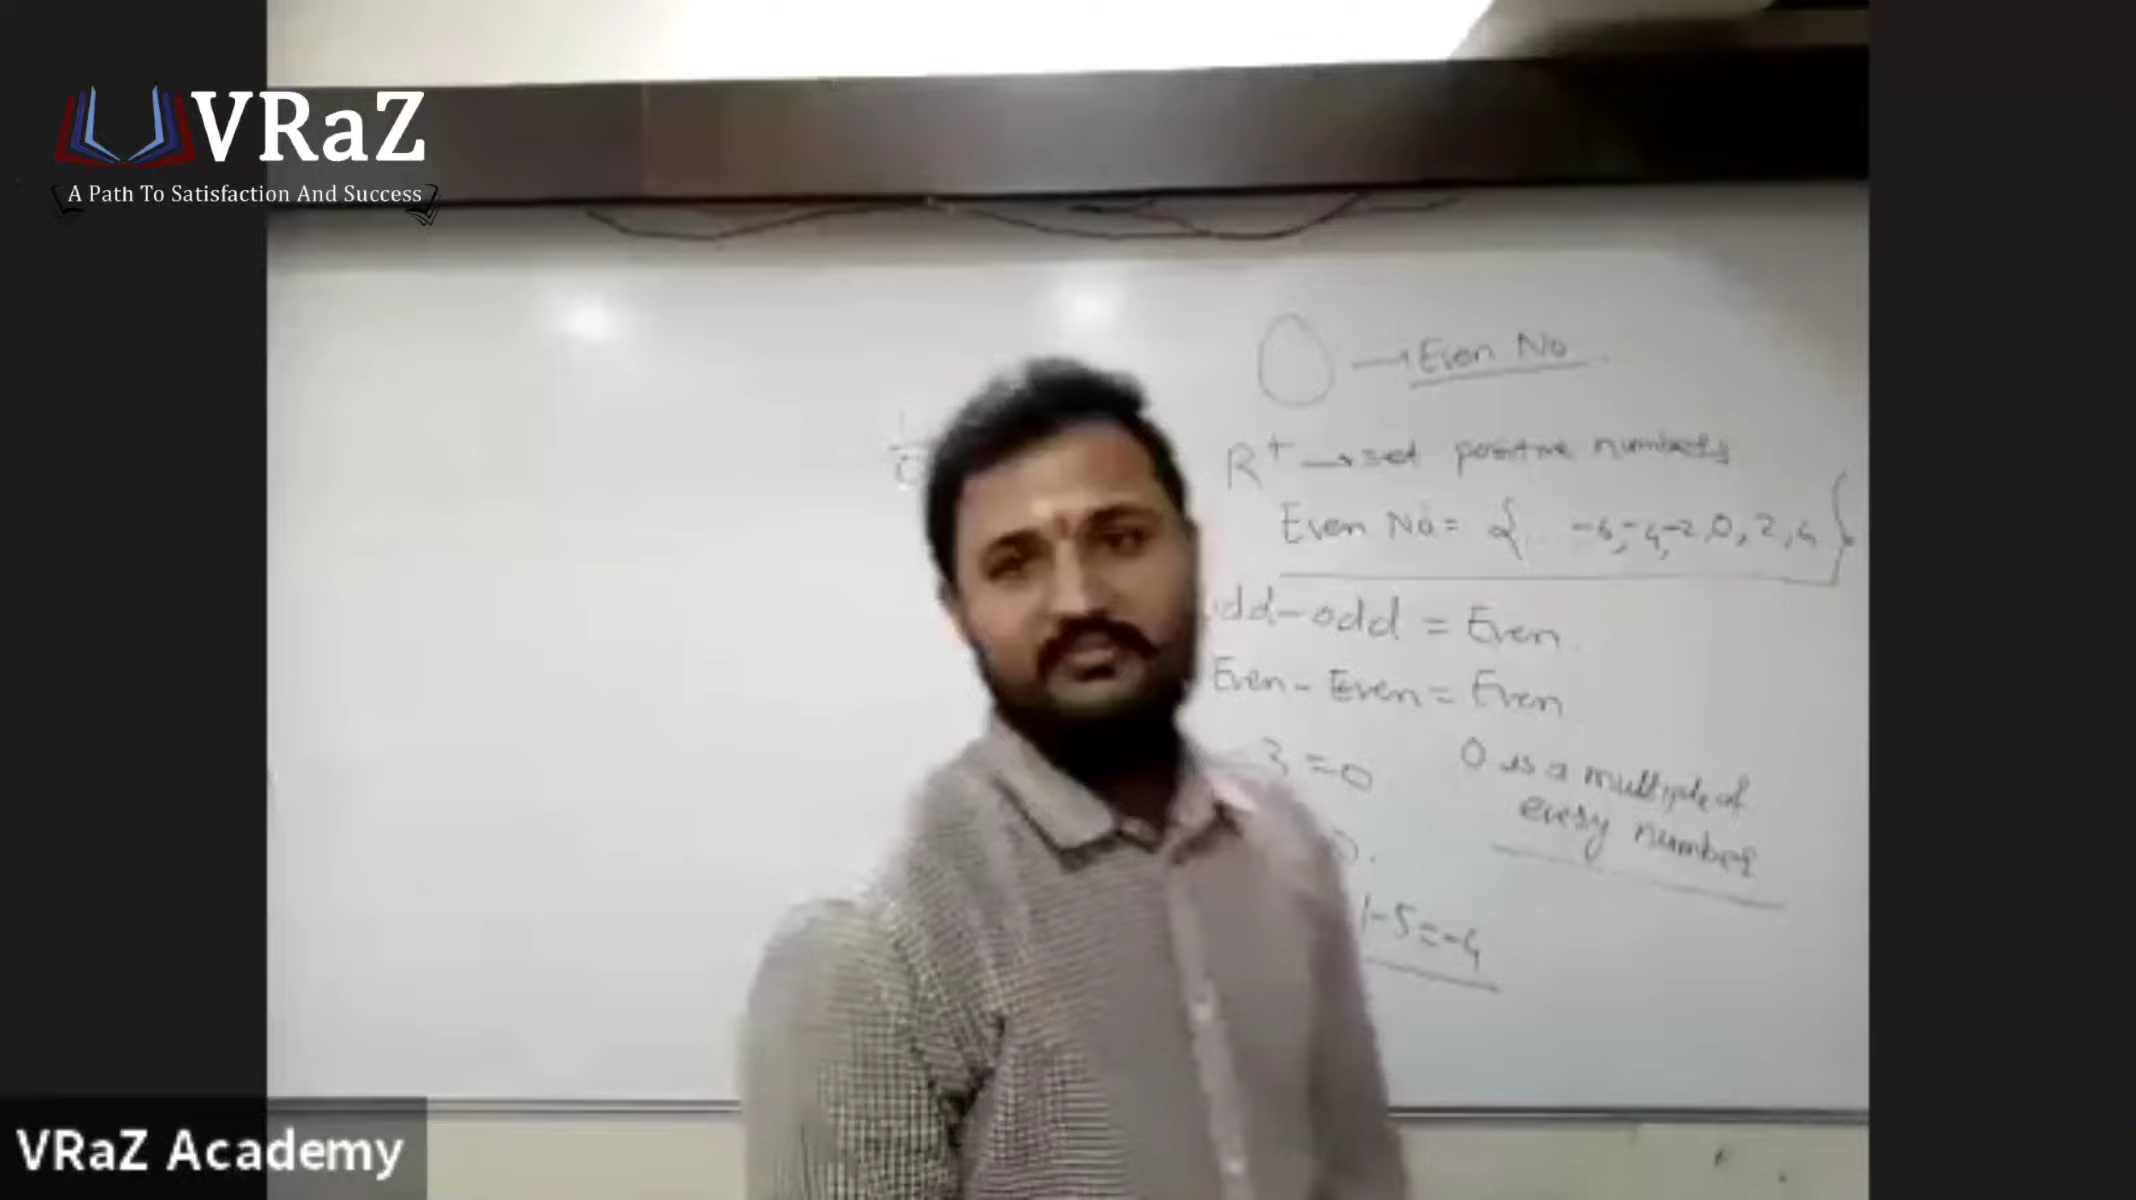 VRaZ
A Path To Satisfaction And Success
0 → Even No
R+ → set positive numbers
Even No = { .. -6, -4, -2, 0, 2, 4 }
odd - odd = Even
Even - Even = Even
3 = 0
0 is a multiple of
every number
0.
1 - 5 = -4
VRaZ Academy